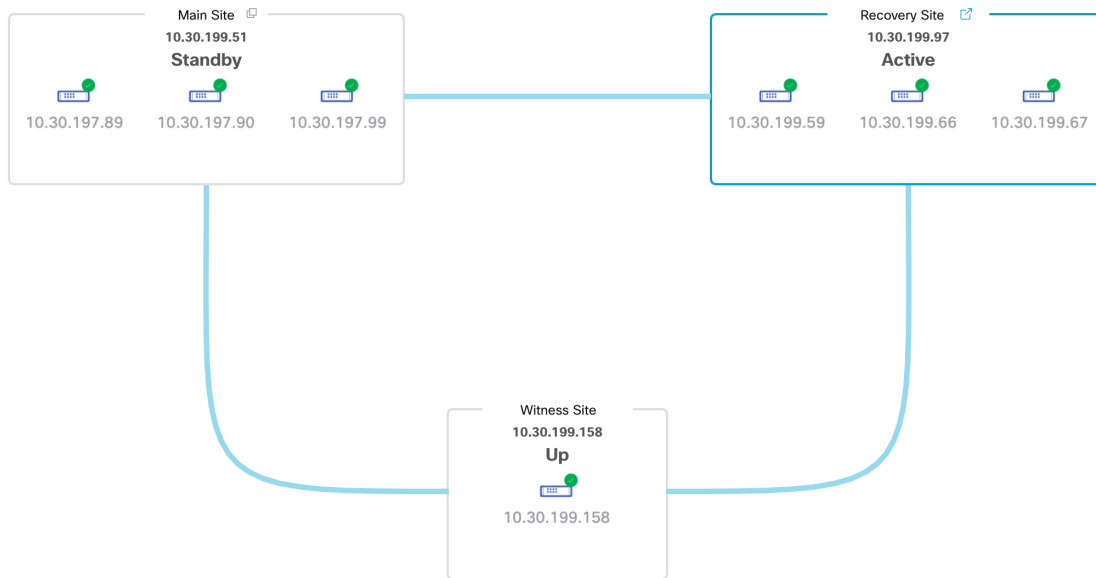 Main Site
10.30.199.51
Standby
10.30.197.89 10.30.197.90 10.30.197.99
Recovery Site
10.30.199.97
Active
10.30.199.59 10.30.199.66 10.30.199.67
Witness Site
10.30.199.158
Up
10.30.199.158